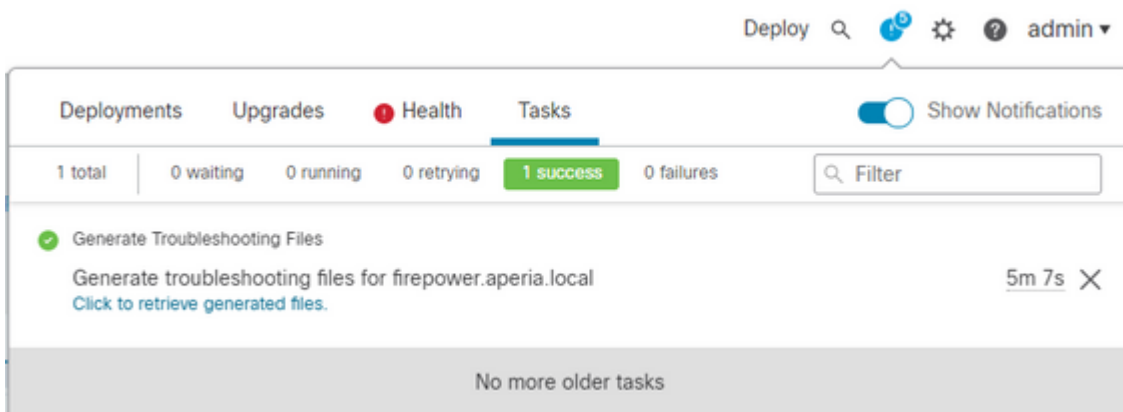 Deploy 5 admin
Deployments Upgrades Health Tasks Show Notifications
1 total 0 waiting 0 running 0 retrying 1 success 0 failures Filter
Generate Troubleshooting Files
Generate troubleshooting files for firepower.aperia.local 5m 7s
Click to retrieve generated files.
No more older tasks